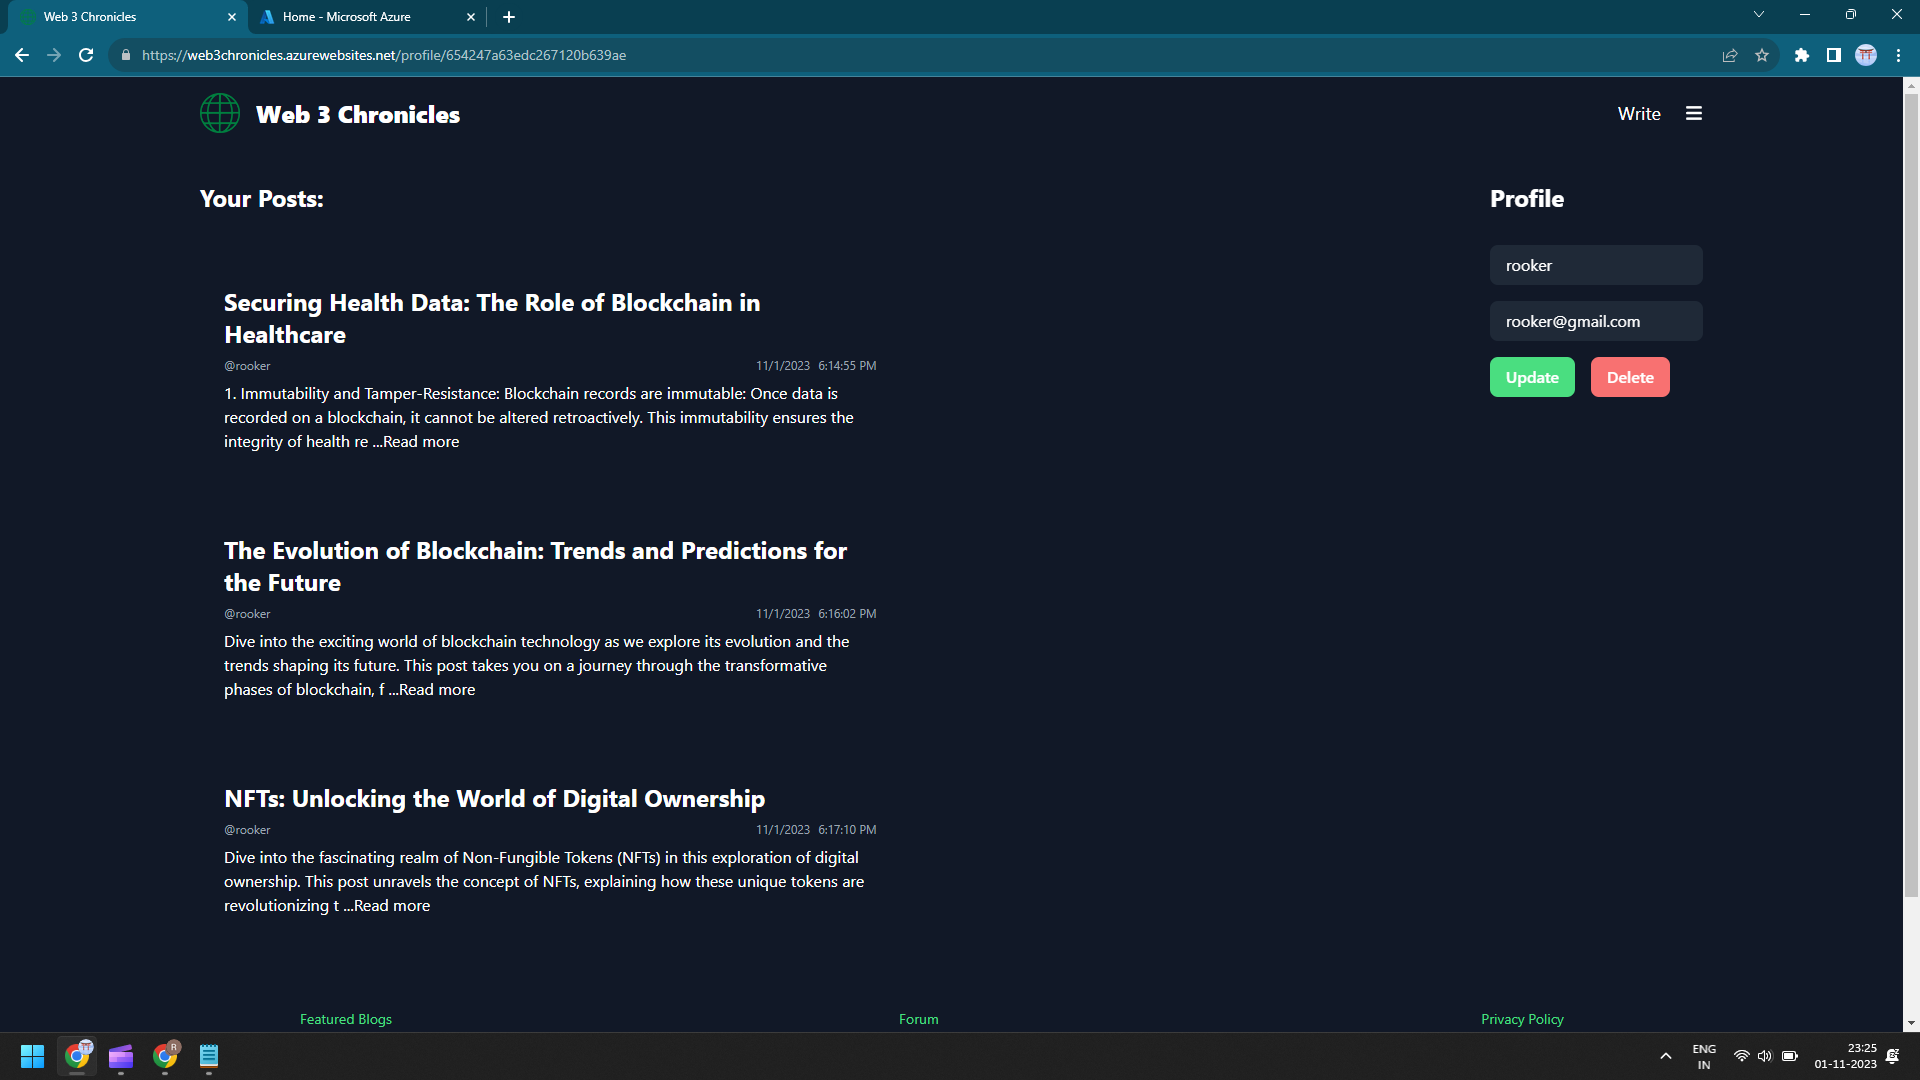 Web 3 Chronicles
Home - Microsoft Azure
https://web3chronicles.azurewebsites.net/profile/654247a63edc267120b639ae
Web 3 Chronicles
Write
Your Posts:
Profile
rooker
rooker@gmail.com
Update
Delete
Securing Health Data: The Role of Blockchain in
Healthcare
@rooker
11/1/2023 6:14:55 PM
1. Immutability and Tamper-Resistance: Blockchain records are immutable: Once data is
recorded on a blockchain, it cannot be altered retroactively. This immutability ensures the
integrity of health re ...Read more
The Evolution of Blockchain: Trends and Predictions for
the Future
@rooker
11/1/2023 6:16:02 PM
Dive into the exciting world of blockchain technology as we explore its evolution and the
trends shaping its future. This post takes you on a journey through the transformative
phases of blockchain, f ...Read more
NFTs: Unlocking the World of Digital Ownership
@rooker
11/1/2023 6:17:10 PM
Dive into the fascinating realm of Non-Fungible Tokens (NFTs) in this exploration of digital
ownership. This post unravels the concept of NFTs, explaining how these unique tokens are
revolutionizing t ...Read more
Featured Blogs
Forum
Privacy Policy
R
ENG
IN
23:25
01-11-2023